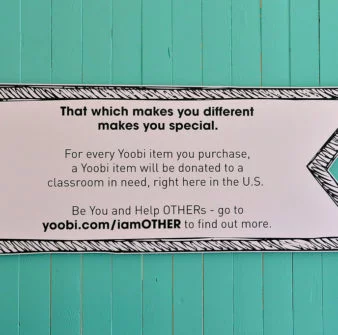 That which makes you different
makes you special.
For every Yoobi item you purchase,
a Yoobi item will be donated to a
classroom in need, right here in the U.S.
Be You and Help OTHERs - go to
yoobi.com/iamOTHER to find out more.